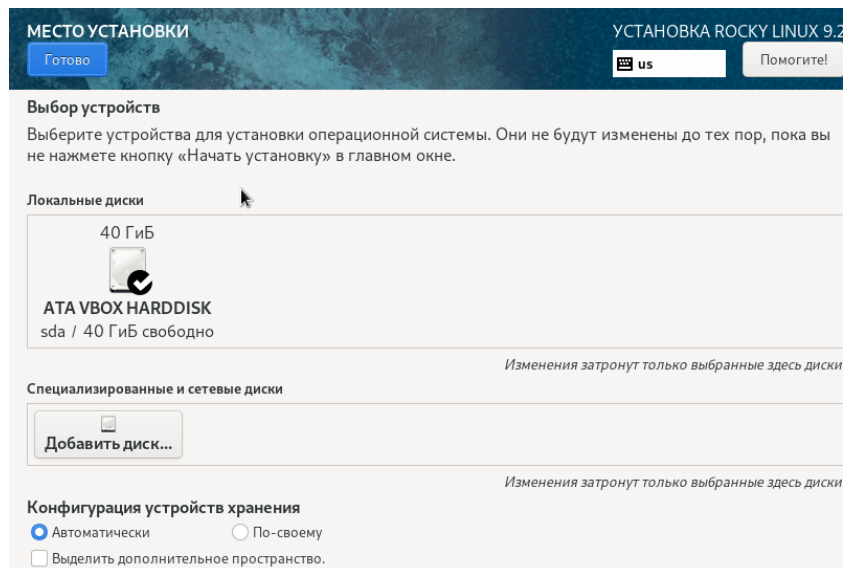 МЕСТО УСТАНОВКИ
УСТАНОВКА ROCKY LINUX 9.2
Готово
us
Помогите!
Выбор устройств
Выберите устройства для установки операционной системы. Они не будут изменены до тех пор, пока вы
не нажмете кнопку «Начать установку» в главном окне.
Локальные диски
40 ГиБ
ATA VBOX HARDDISK
sda / 40 ГиБ свободно
Изменения затронут только выбранные здесь диски
Специализированные и сетевые диски
Добавить диск...
Изменения затронут только выбранные здесь диски
Конфигурация устройств хранения
Автоматически
По-своему
Выделить дополнительное пространство.